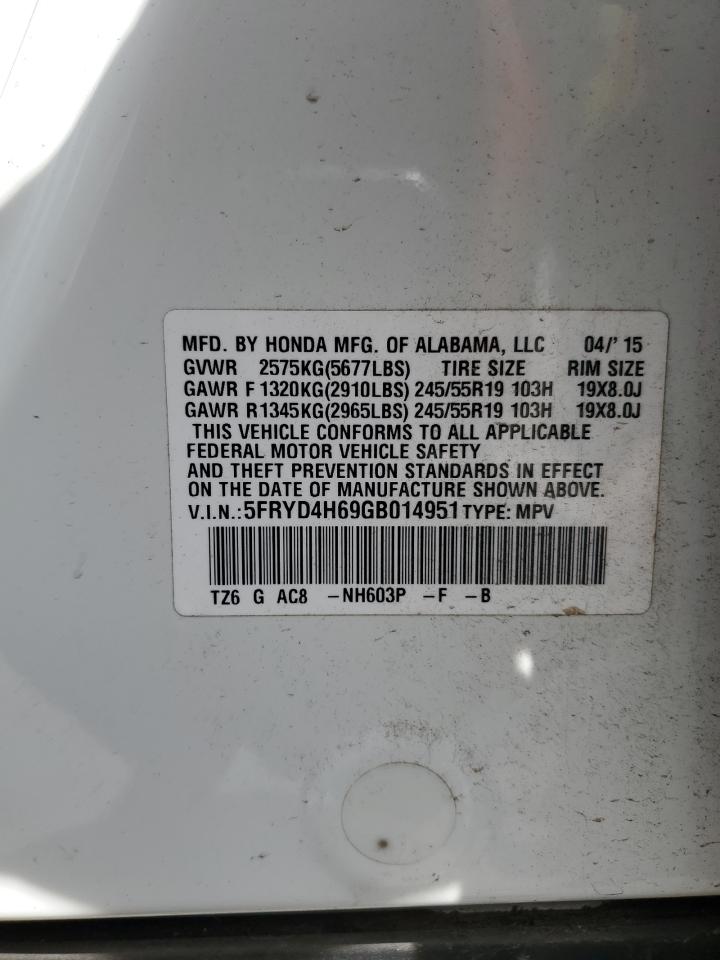 MFD. BY HONDA MFG. OF ALABAMA, LLC 04/'15
GVWR 2575KG(5677LBS) TIRE SIZE RIM SIZE
GAWR F 1320KG(2910LBS) 245/55R19 103H 19X8.0J
GAWR R 1345KG(2965LBS) 245/55R19 103H 19X8.0J
THIS VEHICLE CONFORMS TO ALL APPLICABLE
FEDERAL MOTOR VEHICLE SAFETY
AND THEFT PREVENTION STANDARDS IN EFFECT
ON THE DATE OF MANUFACTURE SHOWN ABOVE.
V.I.N.: 5FRYD4H69GB014951 TYPE: MPV
TZ6 G AC8 -NH603P -F -B